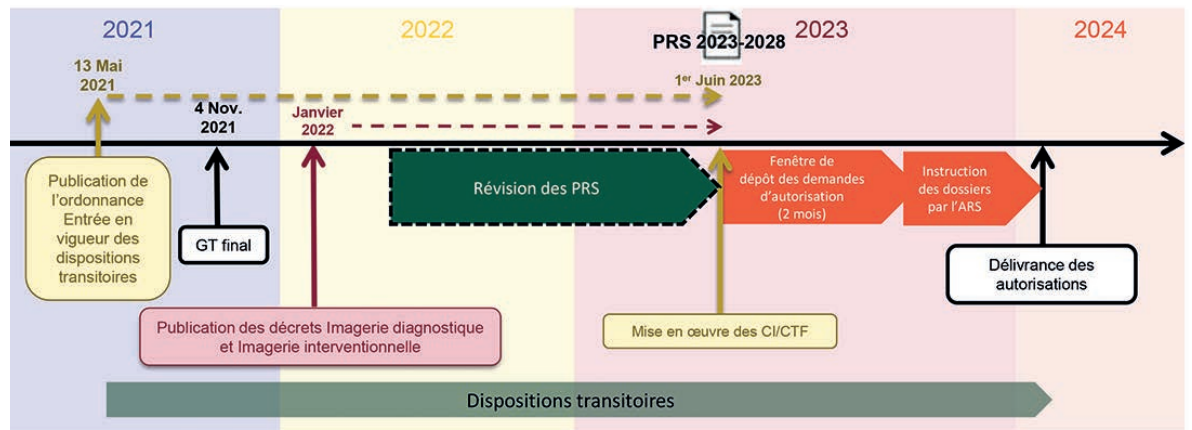 2021
2022
2023
2024
PRS 2023-2028
13 Mai
2021
1er Juin 2023
4 Nov.
2021
Janvier
2022
Publication de
l'ordonnance
Entrée en
vigueur des
dispositions
transitoires
GT final
Révision des PRS
Fenêtre de
dépôt des demandes
d'autorisation
(2 mois)
Instruction
des dossiers
par l'ARS
Délivrance des
autorisations
Publication des décrets Imagerie diagnostique
et Imagerie interventionnelle
Mise en œuvre des CI/CTF
Dispositions transitoires